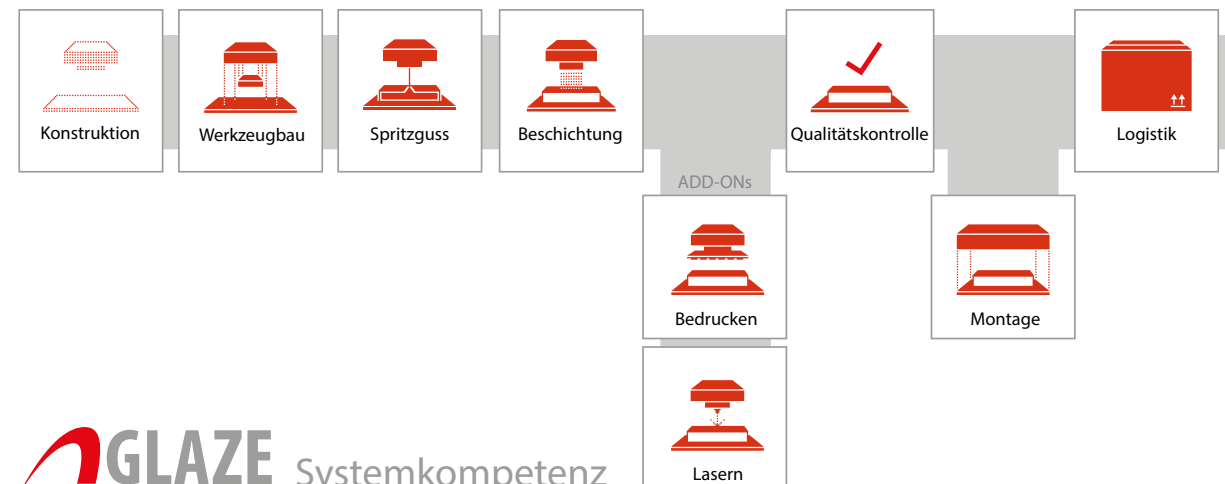 Konstruktion
Werkzeugbau
Spritzguss
Beschichtung
Qualitätskontrolle
Logistik
ADD-ONs
Bedrucken
Montage
Lasern
GLAZE Systemkompetenz